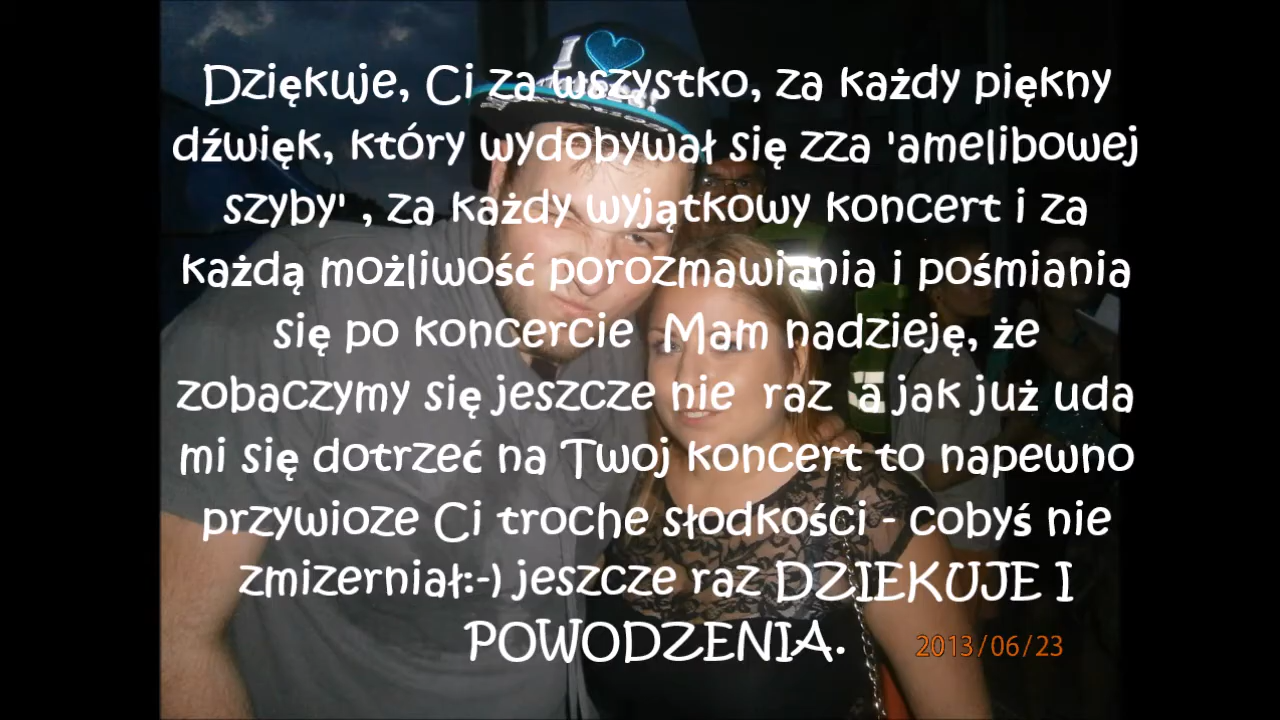 I
Dziękuje, Ci za wszystko, za każdy piękny
dźwięk, który wydobywał się zza 'amelibowej
szyby' , za każdy wyjątkowy koncert i za
każdą możliwość porozmawiania i pośmiania
się po koncercie Mam nadzieję, że
zobaczymy się jeszcze nie raz a jak już uda
mi się dotrzeć na Twoj koncert to napewno
przywioze Ci troche słodkości - cobyś nie
zmizerniał:-) jeszcze raz DZIEKUJE I
POWODZENIA.
2013/06/23